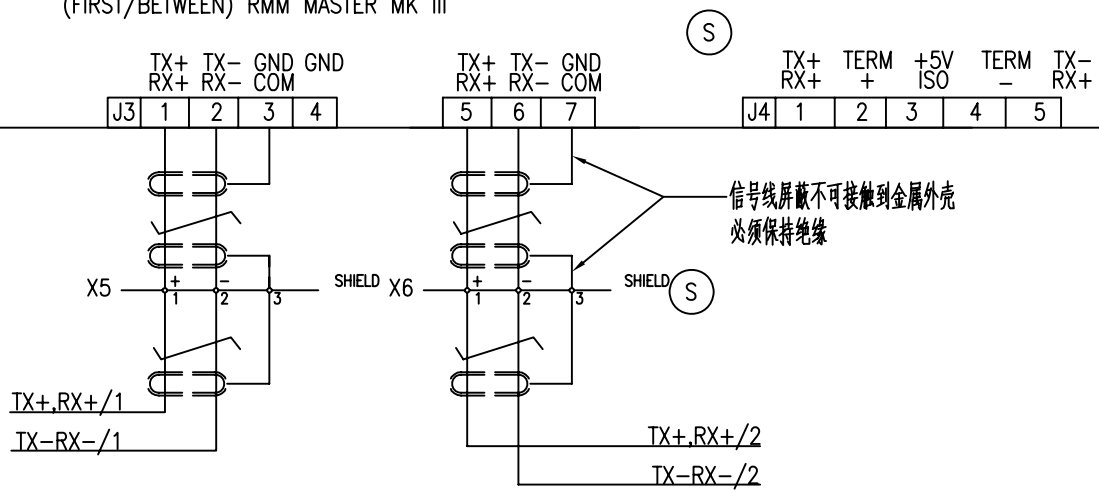 (FIRST/BETWEEN) RMM MASTER MK III
S
TX+ TX- GND GND
RX+ RX- COM
J3 1 2 3 4
TX+ TX- GND
RX+ RX- COM
5 6 7
TX+ TERM +5V TERM TX-
RX+ + ISO - RX+
J4 1 2 3 4 5
信号线屏蔽不可接触到金属外壳
必须保持绝缘
X5 + - SHIELD
1 2 3
X6 + - SHIELD S
1 2 3
TX+,RX+/1
TX-RX-/1
TX+,RX+/2
TX-RX-/2